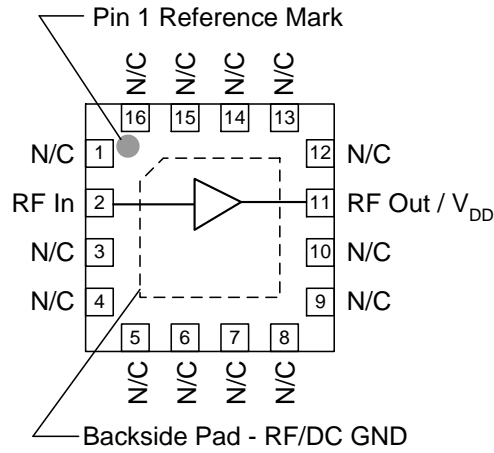 Pin 1 Reference Mark
N/C N/C N/C N/C
16 15 14 13
N/C 1 12 N/C
RF In 2 11 RF Out / VDD
N/C 3 10 N/C
N/C 4 9 N/C
5 6 7 8
N/C N/C N/C N/C
Backside Pad - RF/DC GND